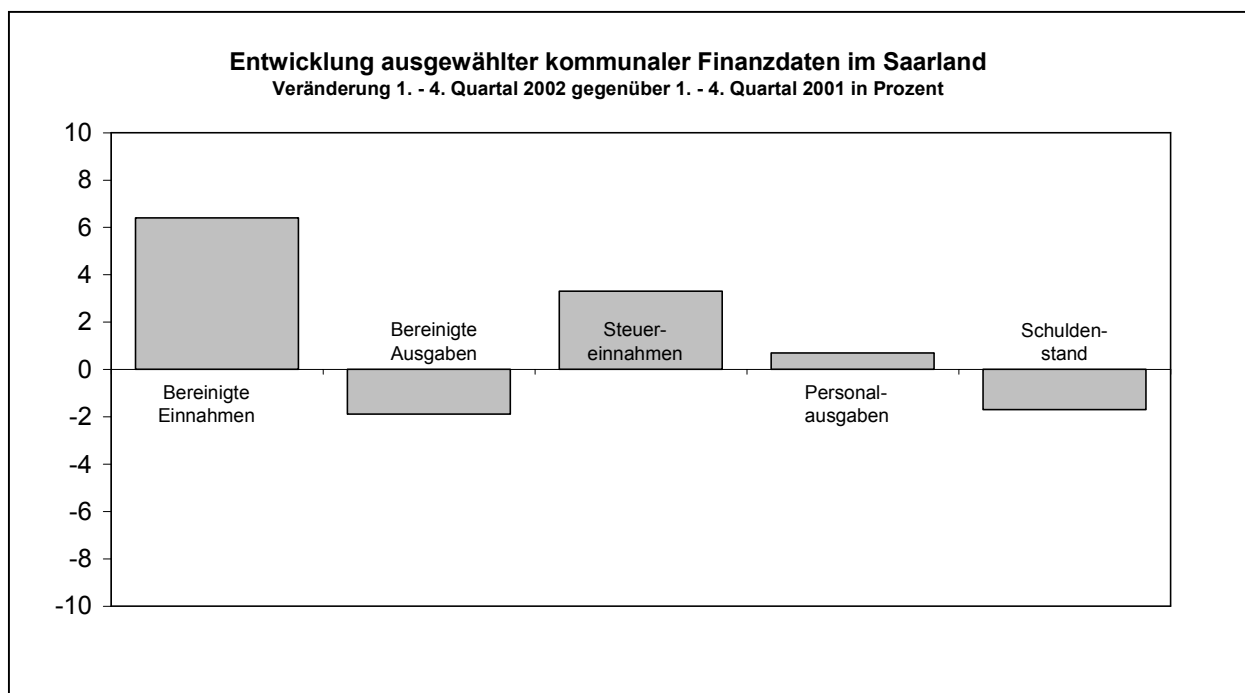 Entwicklung ausgewählter kommunaler Finanzdaten im Saarland
Veränderung 1. - 4. Quartal 2002 gegenüber 1. - 4. Quartal 2001 in Prozent
10
8
6
4
2
0
-2
-4
-6
-8
-10
Bereinigte
Einnahmen
Bereinigte
Ausgaben
Steuer-
einnahmen
Personal-
ausgaben
Schulden-
stand